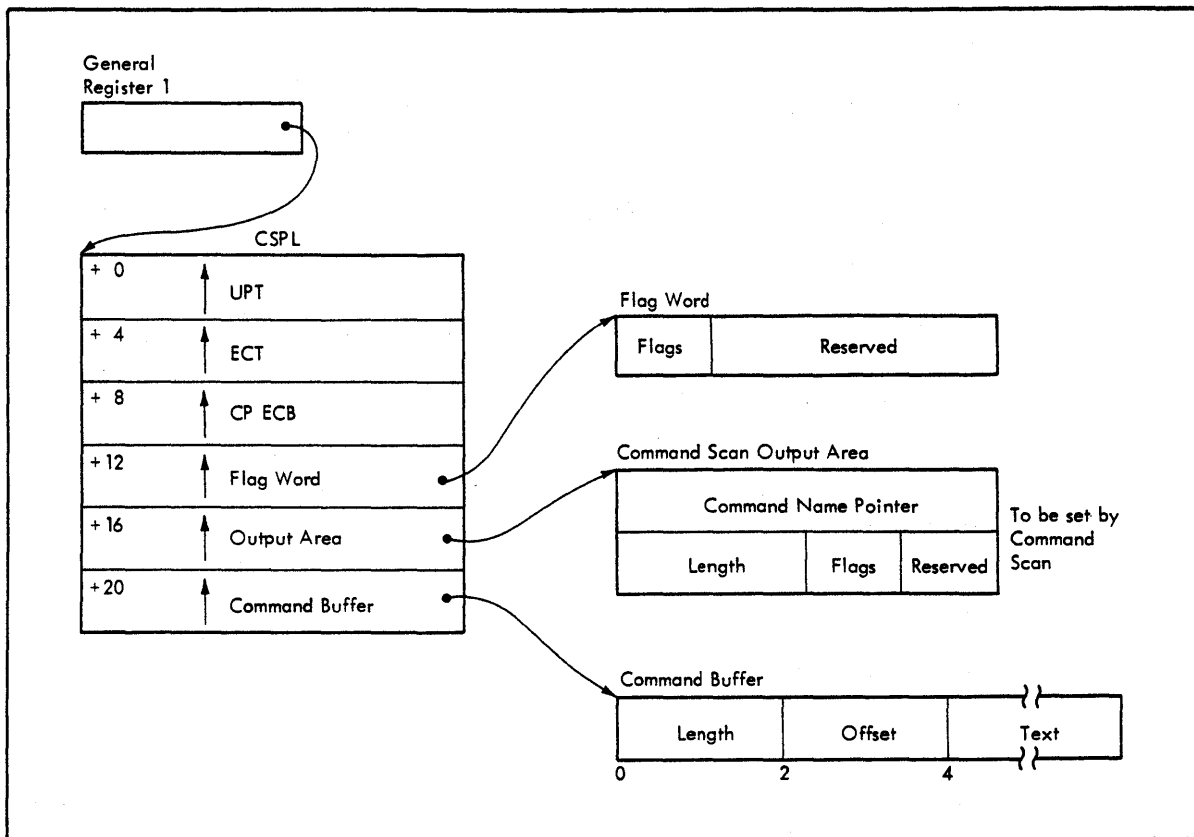 General
Register 1
CSPL
+ 0 UPT
+ 4 ECT
+ 8 CP ECB
+12 Flag Word
+16 Output Area
+20 Command Buffer
Flag Word
Flags Reserved
Command Scan Output Area
Command Name Pointer
Length Flags Reserved
To be set by
Command
Scan
Command Buffer
Length Offset Text
0 2 4